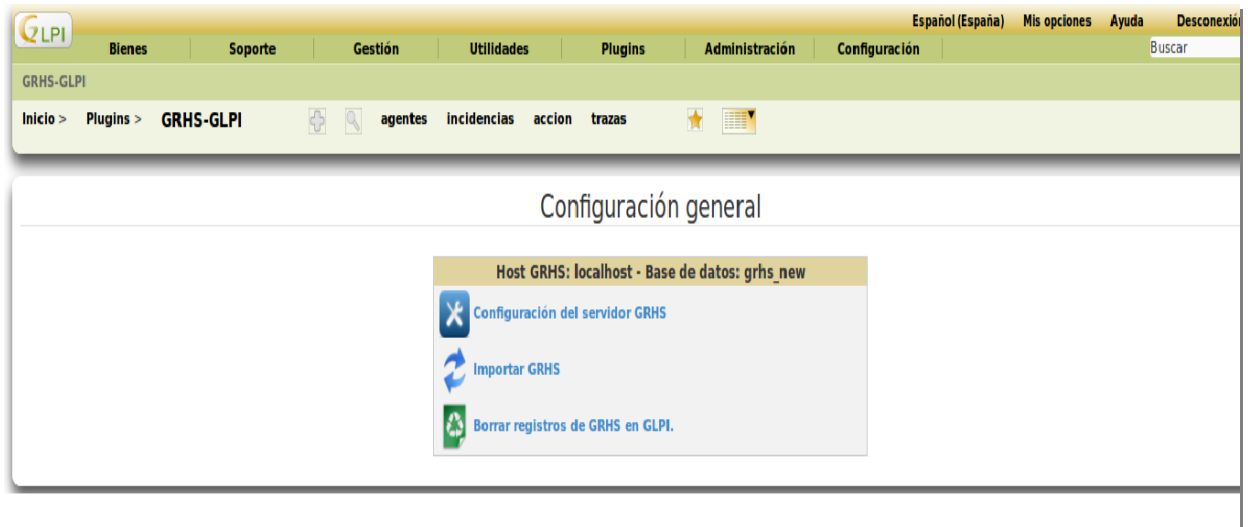 GLPI
Español (España) Mis opciones Ayuda Desconexión
Bienes Soporte Gestión Utilidades Plugins Administración Configuración Buscar
GRHS-GLPI
Inicio > Plugins > GRHS-GLPI agentes incidencias accion trazas
Configuración general
Host GRHS: localhost - Base de datos: grhs_new
Configuración del servidor GRHS
Importar GRHS
Borrar registros de GRHS en GLPI.